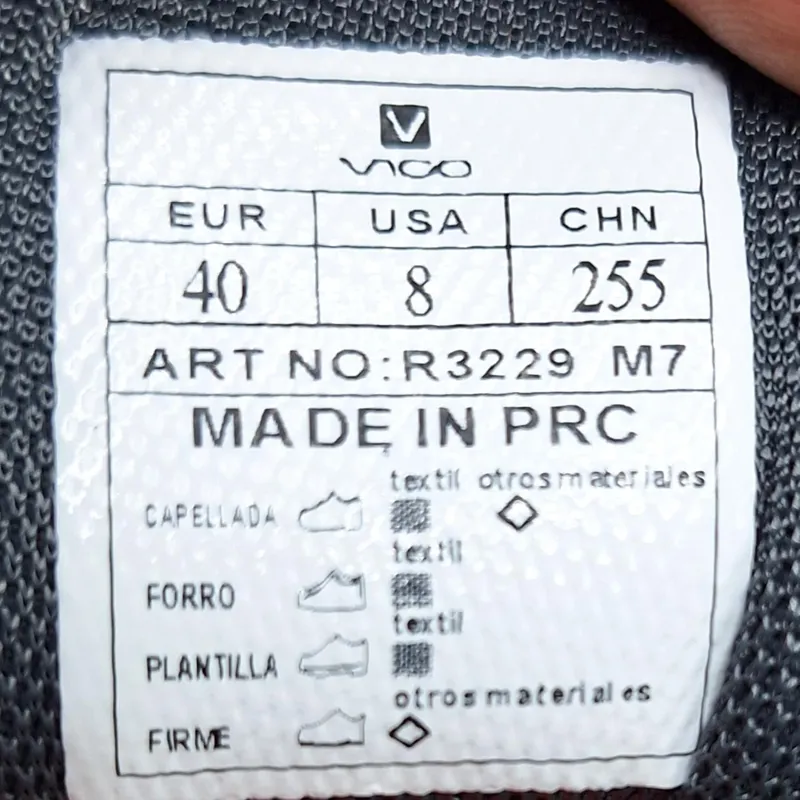 V
VICO
EUR USA CHN
40 8 255
ART NO:R3229 M7
MADE IN PRC
textil otros materiales
CAPELLADA
textil
FORRO
textil
PLANTILLA
otros materiales
FIRME